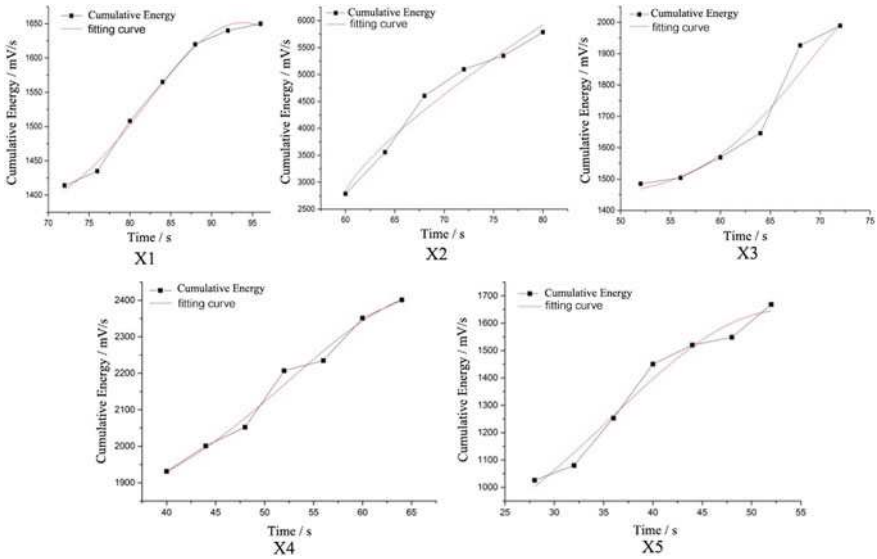 Cumulative Energy
fitting curve
Cumulative Energy / mV/s
1650
1600
1550
1500
1450
1400
70 75 80 85 90 95
Time / s
X1
Cumulative Energy
fitting curve
Cumulative Energy / mV/s
6500
6000
5500
5000
4500
4000
3500
3000
2500
60 65 70 75 80
Time / s
X2
Cumulative Energy
fitting curve
Cumulative Energy / mV/s
2000
1900
1800
1700
1600
1500
1400
50 55 60 65 70 75
Time / s
X3
Cumulative Energy
fitting curve
Cumulative Energy / mV/s
2400
2300
2200
2100
2000
1900
40 45 50 55 60 65
Time / s
X4
Cumulative Energy
fitting curve
Cumulative Energy / mV/s
1700
1600
1500
1400
1300
1200
1100
1000
25 30 35 40 45 50 55
Time / s
X5